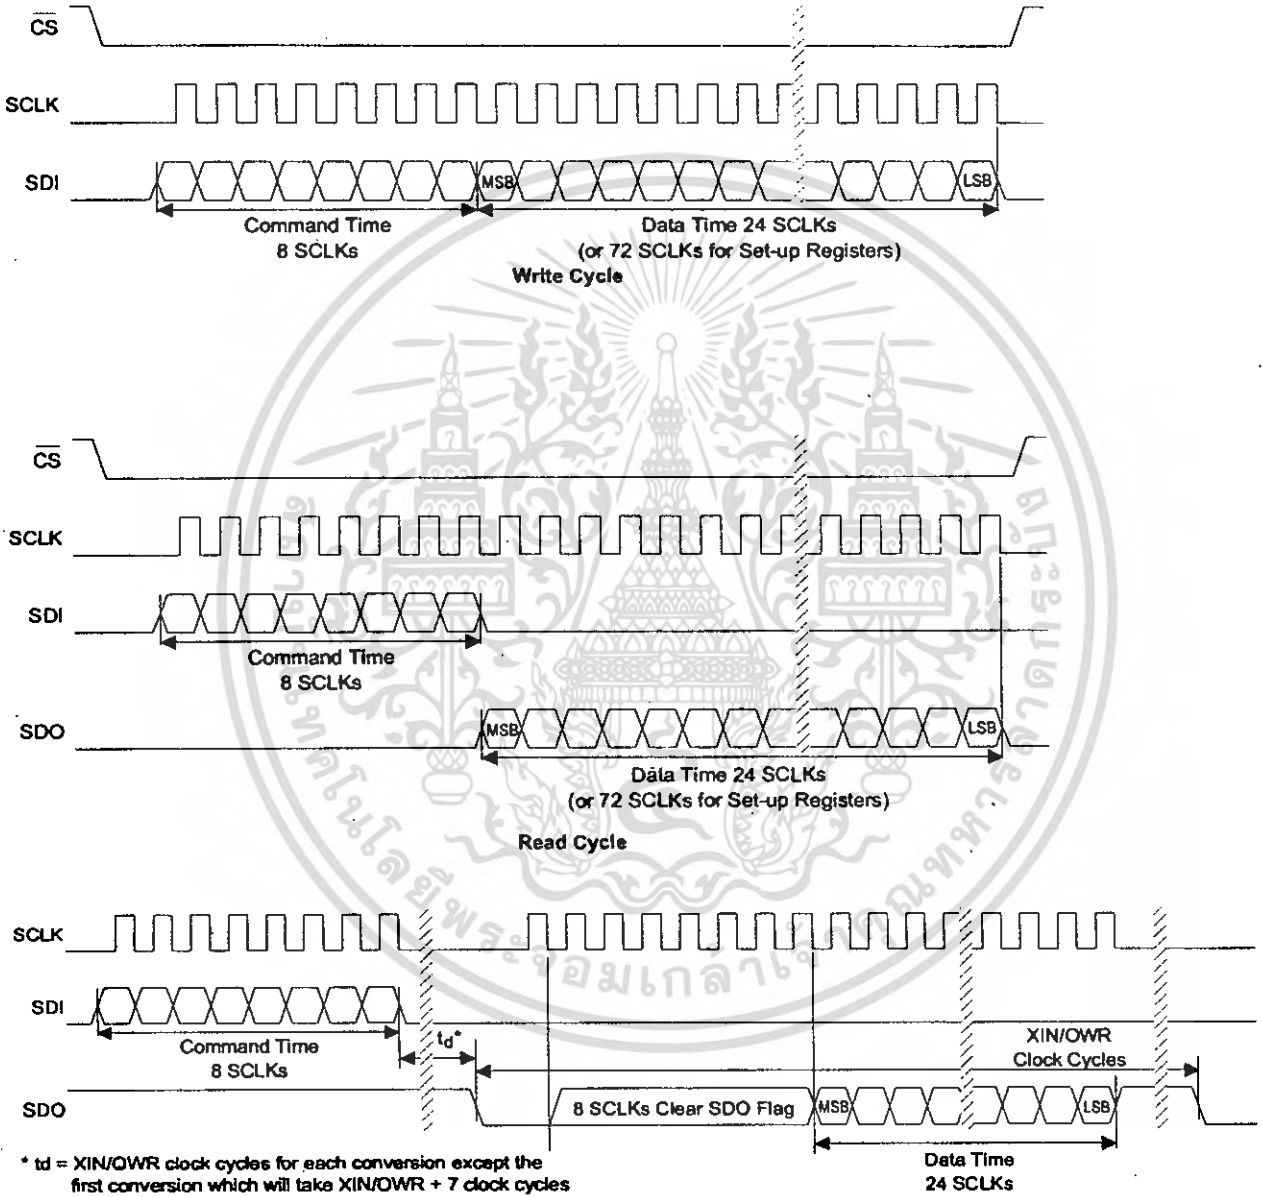 CS
SCLK
SDI
MSB
LSB
Command Time
8 SCLKs
Data Time 24 SCLKs
(or 72 SCLKs for Set-up Registers)
Write Cycle
CS
SCLK
SDI
Command Time
8 SCLKs
SDO
MSB
LSB
Data Time 24 SCLKs
(or 72 SCLKs for Set-up Registers)
Read Cycle
SCLK
SDI
Command Time
8 SCLKs
td*
XIN/OWR
Clock Cycles
SDO
8 SCLKs Clear SDO Flag
MSB
LSB
Data Time
24 SCLKs
* td = XIN/OWR clock cycles for each conversion except the
first conversion which will take XIN/OWR + 7 clock cycles